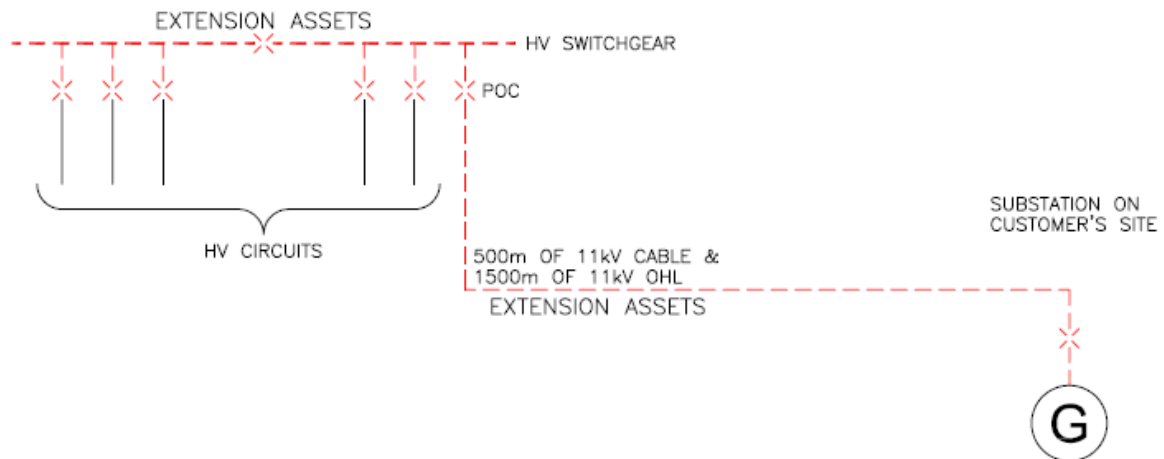 EXTENSION ASSETS
HV SWITCHGEAR
POC
SUBSTATION ON
CUSTOMER'S SITE
HV CIRCUITS
500m OF 11kV CABLE &
1500m OF 11kV OHL
EXTENSION ASSETS
G